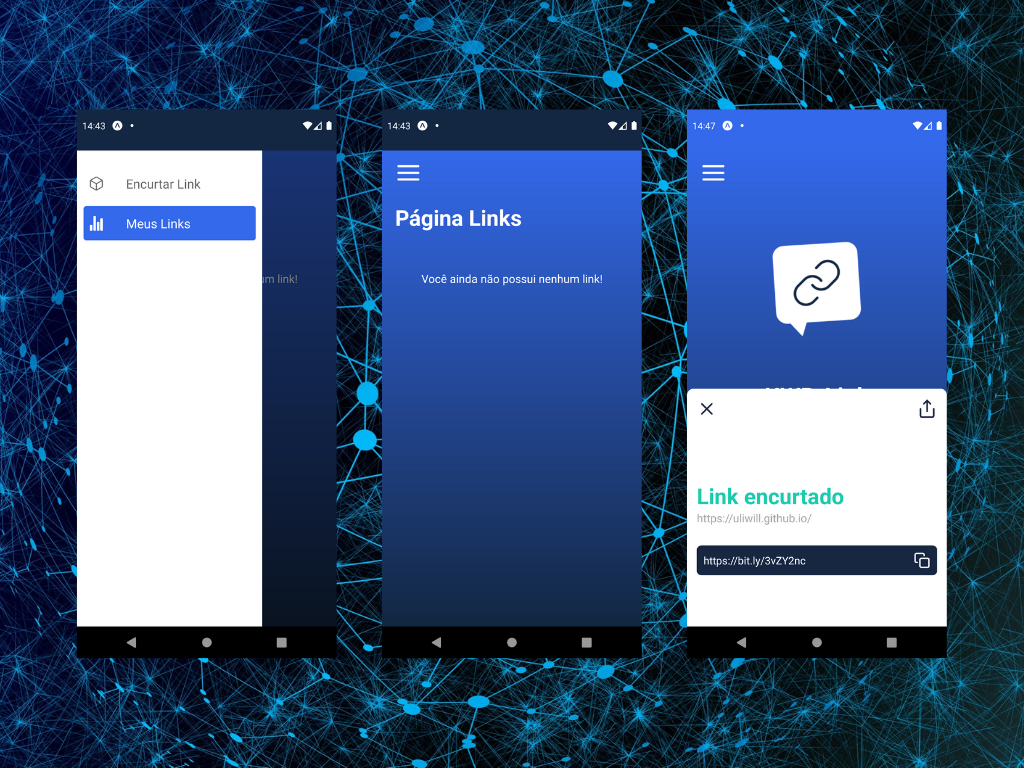 14:43
Encurtar Link
Meus Links
um link!
14:43
Página Links
Você ainda não possui nenhum link!
14:47
Link encurtado
https://uliwill.github.io/
https://bit.ly/3vZY2nc